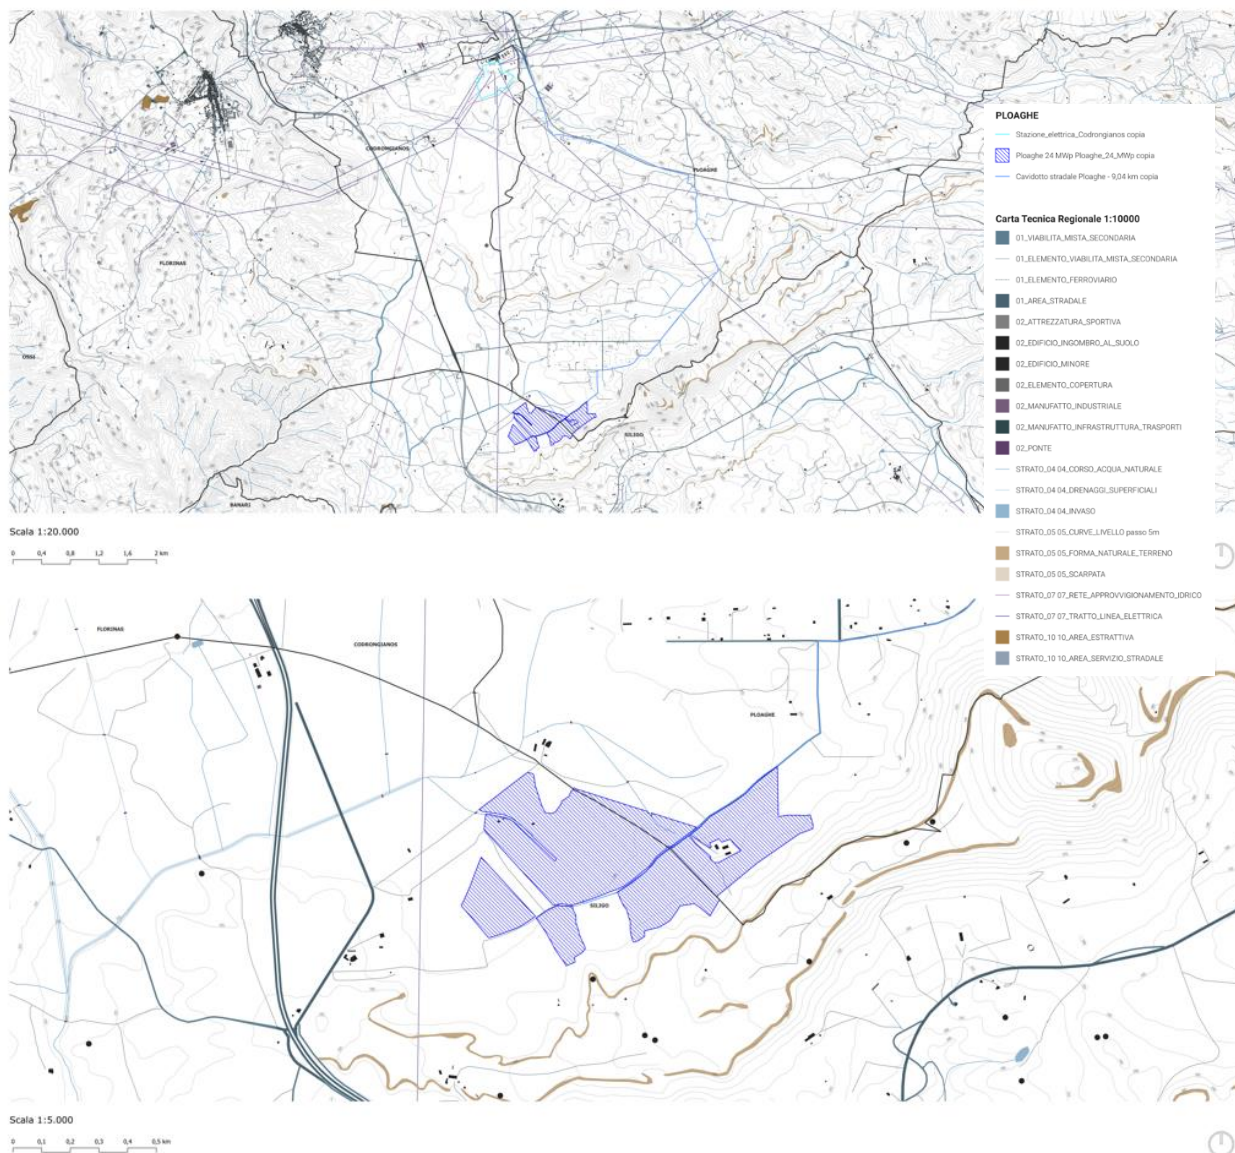 CODRONGIANOS
PLOAGHE
FLORINAS
OSSI
SILIGO
BANARI
PLOAGHE
Stazione_elettrica_Codrongianos copia
Ploaghe 24 MWp Ploaghe_24_MWp copia
Cavidotto stradale Ploaghe - 9,04 km copia
Carta Tecnica Regionale 1:10000
01_VIABILITA_MISTA_SECONDARIA
01_ELEMENTO_VIABILITA_MISTA_SECONDARIA
01_ELEMENTO_FERROVIARIO
01_AREA_STRADALE
02_ATTREZZATURA_SPORTIVA
02_EDIFICIO_INGOMBRO_AL_SUOLO
02_EDIFICIO_MINORE
02_ELEMENTO_COPERTURA
02_MANUFATTO_INDUSTRIALE
02_MANUFATTO_INFRASTRUTTURA_TRASPORTI
02_PONTE
STRATO_04 04_CORSO_ACQUA_NATURALE
STRATO_04 04_DRENAGGI_SUPERFICIALI
STRATO_04 04_INVASO
STRATO_05 05_CURVE_LIVELLO passo 5m
STRATO_05 05_FORMA_NATURALE_TERRENO
STRATO_05 05_SCARPATA
STRATO_07 07_RETE_APPROVVIGIONAMENTO_IDRICO
STRATO_07 07_TRATTO_LINEA_ELETTRICA
STRATO_10 10_AREA_ESTRATTIVA
STRATO_10 10_AREA_SERVIZIO_STRADALE
Scala 1:20.000
0 0,4 0,8 1,2 1,6 2 km
FLORINAS
CODRONGIANOS
PLOAGHE
SILIGO
Scala 1:5.000
0 0,1 0,2 0,3 0,4 0,5 km